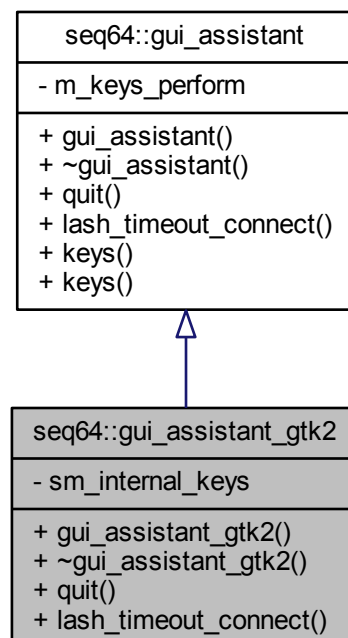 seq64::gui_assistant
- m_keys_perform
+ gui_assistant()
+ ~gui_assistant()
+ quit()
+ lash_timeout_connect()
+ keys()
+ keys()
seq64::gui_assistant_gtk2
- sm_internal_keys
+ gui_assistant_gtk2()
+ ~gui_assistant_gtk2()
+ quit()
+ lash_timeout_connect()